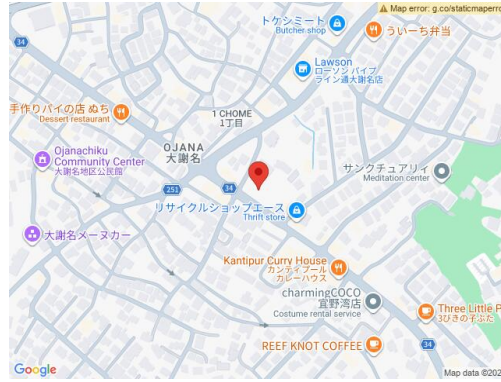 Map error: g.co/staticmaperro
トケシミート
Butcher shop
ういーち弁当
34
251
Lawson
ローソン パイプ
ライン通大謝名店
手作りパイの店 ぬち
Dessert restaurant
1 CHOME
1丁目
OJANA
大謝名
Ojanachiku
Community Center
大謝名地区公民館
サンクチュアリィ
Meditation center
251
34
リサイクルショップエース
Thrift store
大謝名メーヌカー
Kantipur Curry House
カンティプール
カレーハウス
charmingCOCO
宜野湾店
Costume rental service
Three Little P
3びきの子ぶた
34
REEF KNOT COFFEE
Google
Map data ©202